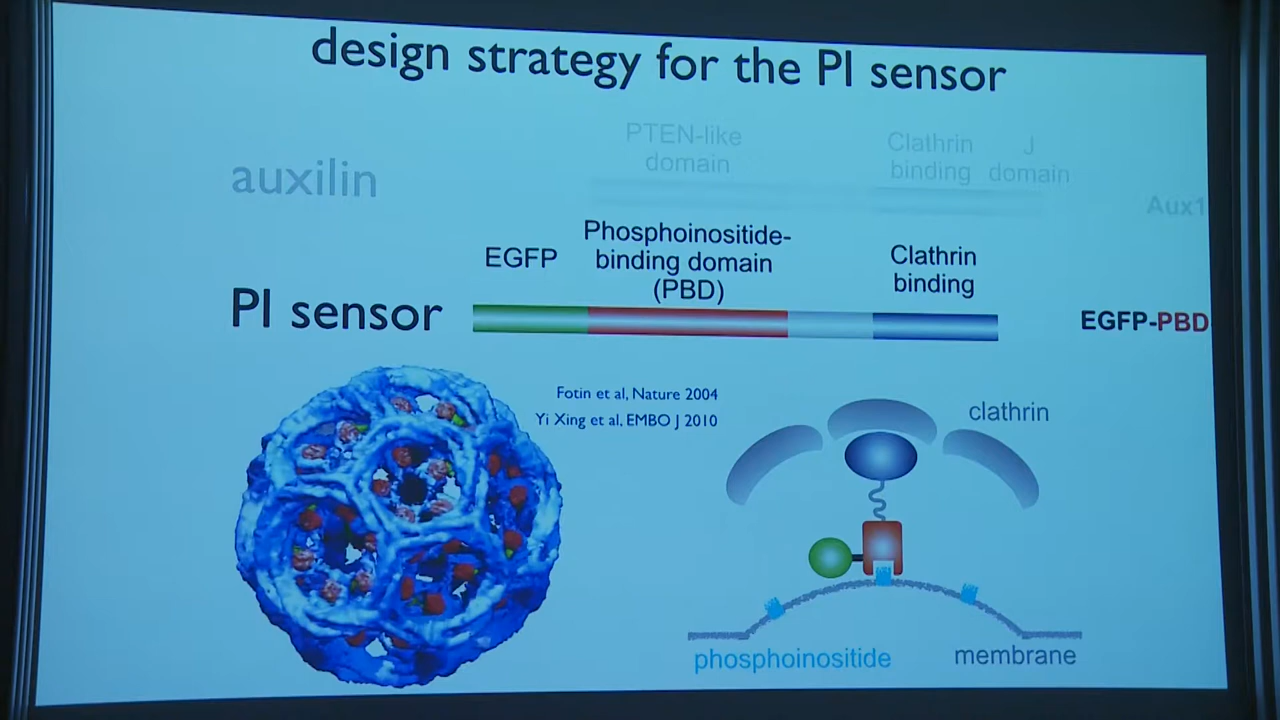 design strategy for the PI sensor
PTEN-like
domain
Clathrin
binding
J
domain
auxilin
Aux1
EGFP
Phosphoinositide-
binding domain
(PBD)
Clathrin
binding
PI sensor
EGFP-PBD
Fotin et al, Nature 2004
Yi Xing et al, EMBO J 2010
clathrin
phosphoinositide
membrane